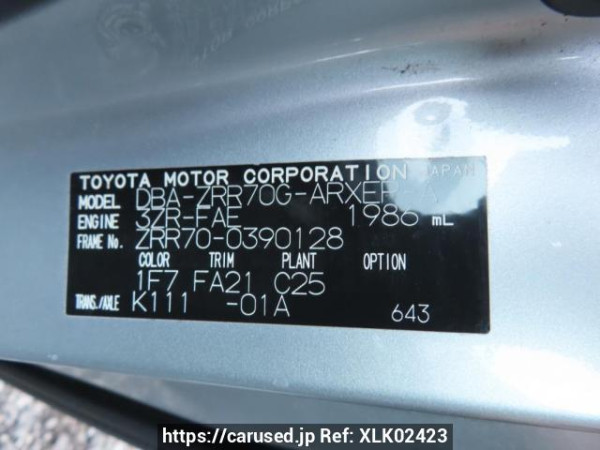 TOYOTA MOTOR CORPORATION JAPAN
MODEL DBA-ZRR70G-ARXEP
ENGINE 3ZR-FAE 1986 mL
FRAME No. ZRR70-0390128
COLOR TRIM PLANT OPTION
1F7 FA21 C25
TRANS./AXLE K111 -01A
643
https://carused.jp Ref: XLK02423